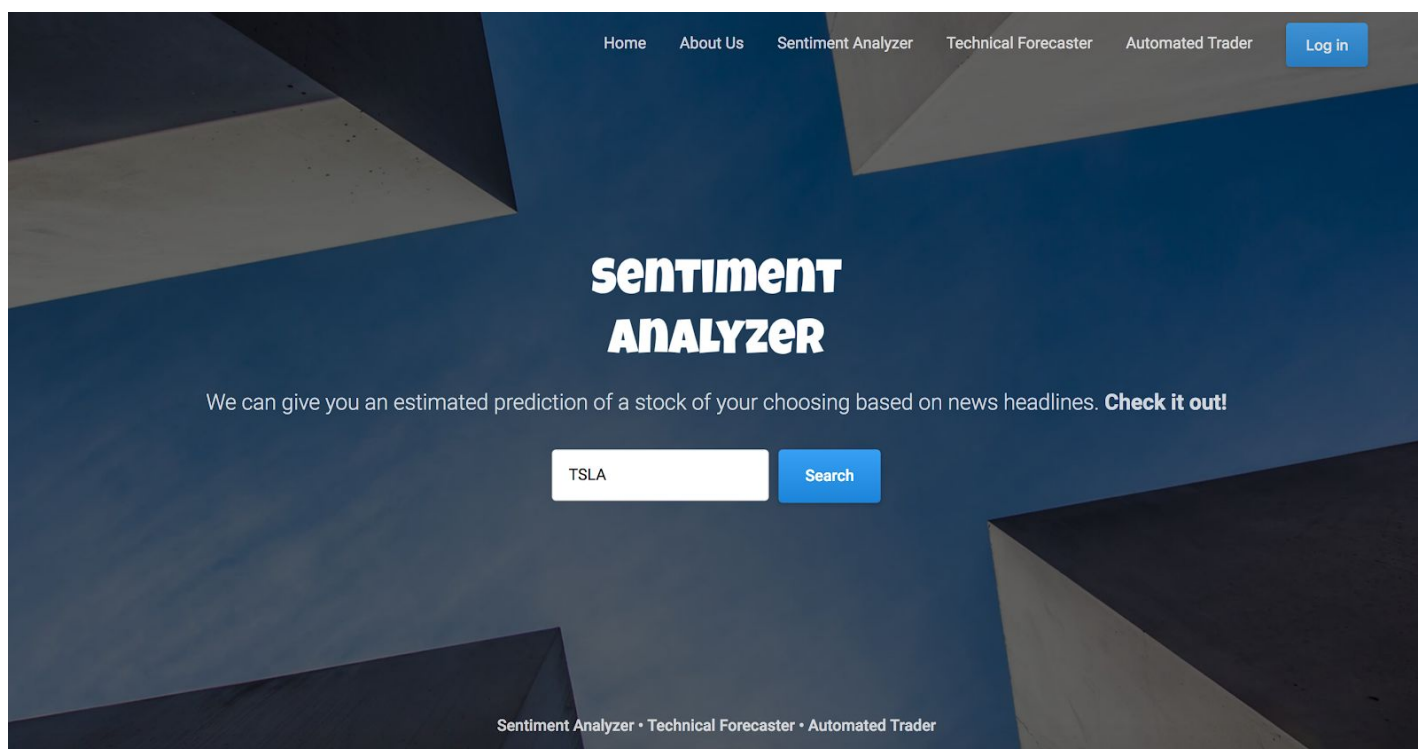 Home About Us Sentiment Analyzer Technical Forecaster Automated Trader Log in
Sentiment
Analyzer
We can give you an estimated prediction of a stock of your choosing based on news headlines. Check it out!
TSLA Search
Sentiment Analyzer • Technical Forecaster • Automated Trader